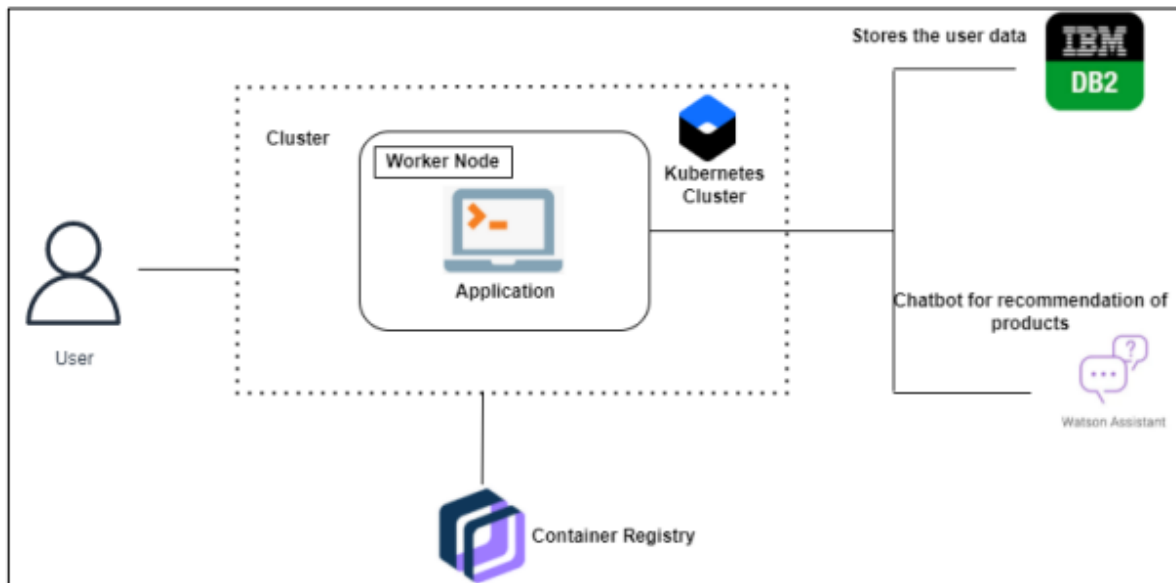 Stores the user data
IBM
DB2
Cluster
Worker Node
Kubernetes
Cluster
Application
User
Chatbot for recommendation of
products
Watson Assistant
Container Registry